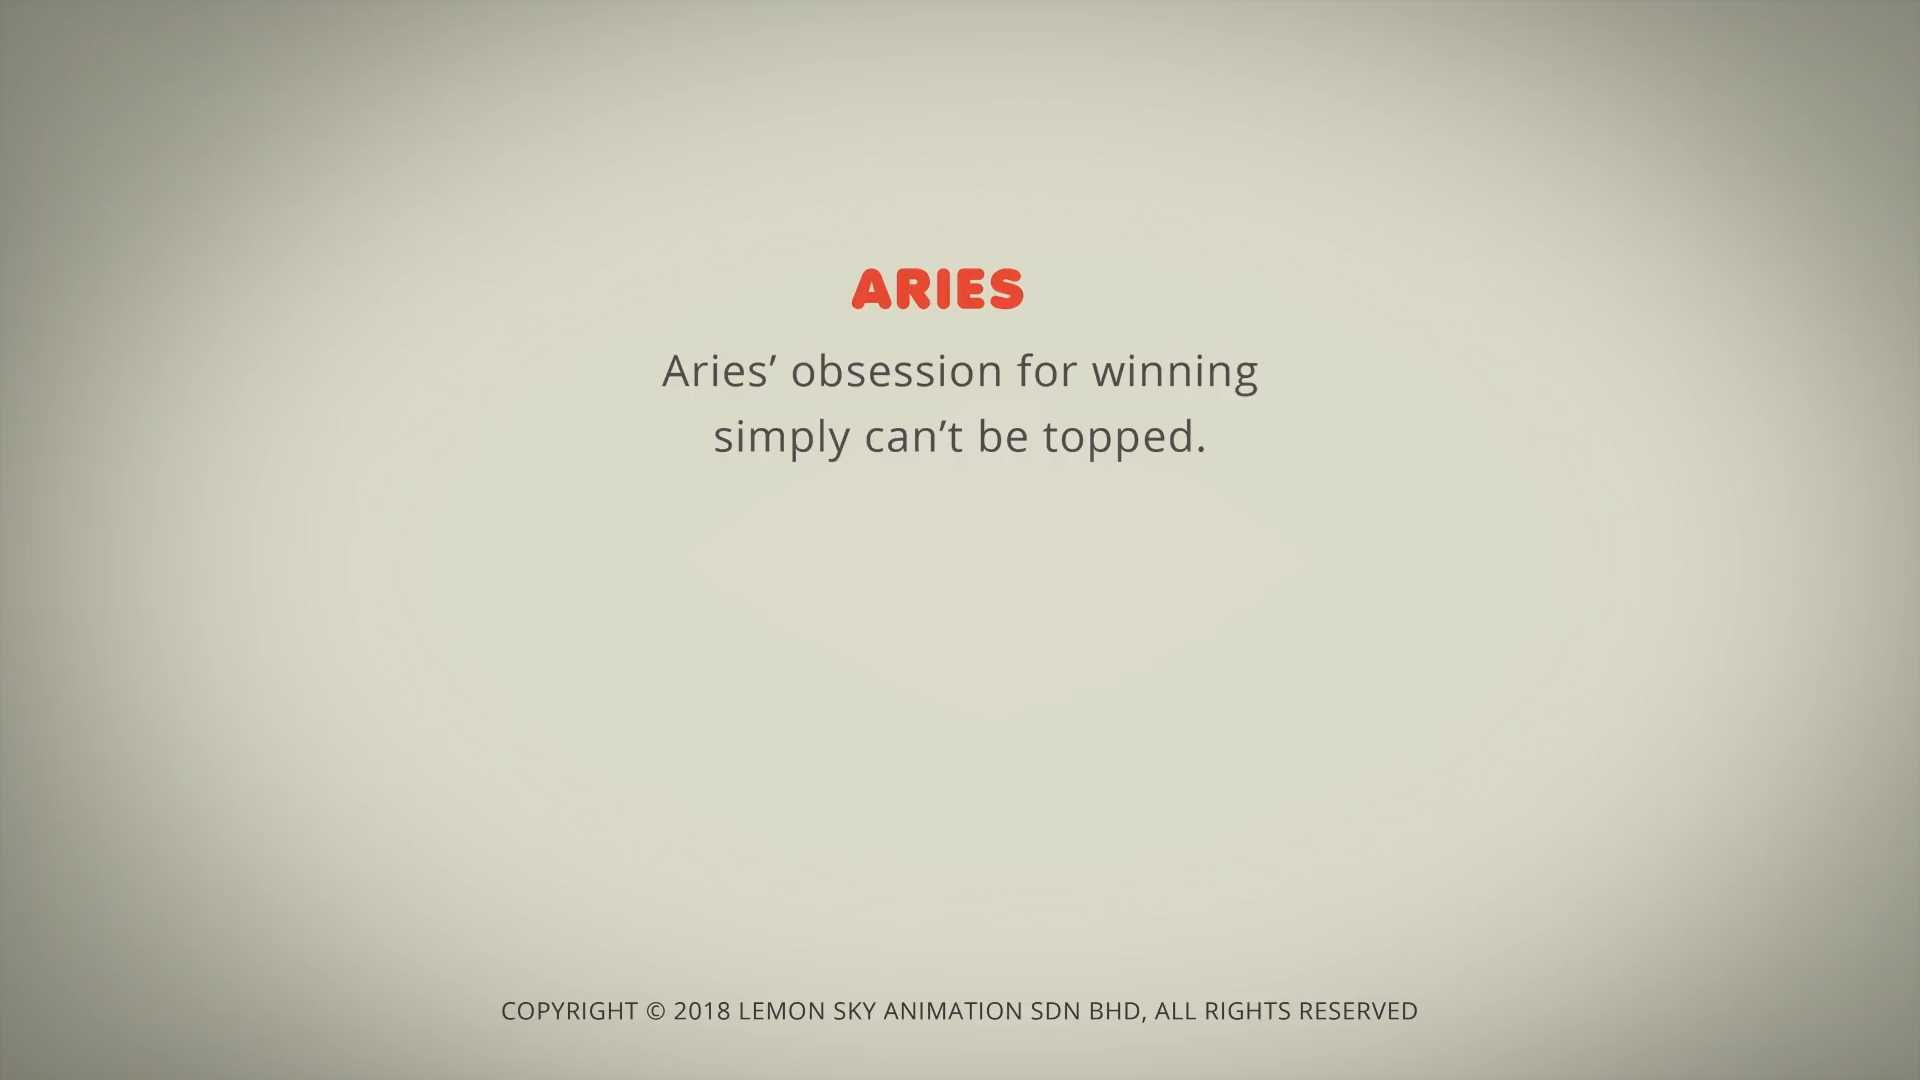 ARIES
Aries’ obsession for winning
simply can’t be topped.
COPYRIGHT © 2018 LEMON SKY ANIMATION SDN BHD, ALL RIGHTS RESERVED